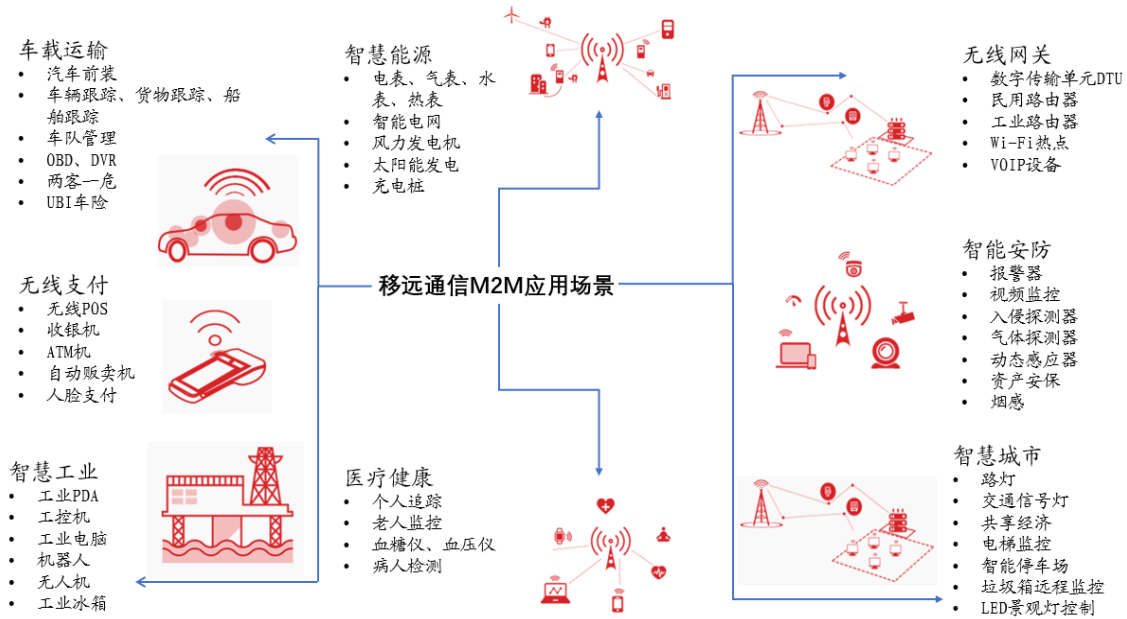 车载运输
• 汽车前装
• 车辆跟踪、货物跟踪、船
舶跟踪
• 车队管理
• OBD、DVR
• 两客一危
• UBI车险
无线支付
• 无线POS
• 收银机
• ATM机
• 自动贩卖机
• 人脸支付
智慧工业
• 工业PDA
• 工控机
• 工业电脑
• 机器人
• 无人机
• 工业冰箱
智慧能源
• 电表、气表、水
表、热表
• 智能电网
• 风力发电机
• 太阳能发电
• 充电桩
移远通信M2M应用场景
医疗健康
• 个人追踪
• 老人监控
• 血糖仪、血压仪
• 病人检测
无线网关
• 数字传输单元DTU
• 民用路由器
• 工业路由器
• Wi-Fi热点
• VOIP设备
智能安防
• 报警器
• 视频监控
• 入侵探测器
• 气体探测器
• 动态感应器
• 资产安保
• 烟感
智慧城市
• 路灯
• 交通信号灯
• 共享经济
• 电梯监控
• 智能停车场
• 垃圾箱远程监控
• LED景观灯控制